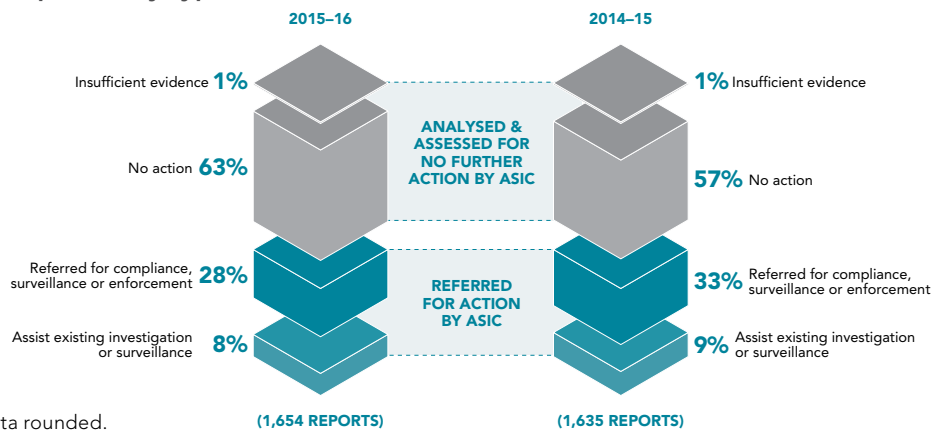 2015–16
2014–15
Insufficient evidence 1%
1% Insufficient evidence
ANALYSED &
ASSESSED FOR
NO FURTHER
ACTION BY ASIC
No action 63%
57% No action
Referred for compliance,
surveillance or enforcement 28%
REFERRED
FOR ACTION
BY ASIC
33% Referred for compliance,
surveillance or enforcement
Assist existing investigation
or surveillance 8%
9% Assist existing investigation
or surveillance
(1,654 REPORTS)
(1,635 REPORTS)
ta rounded.